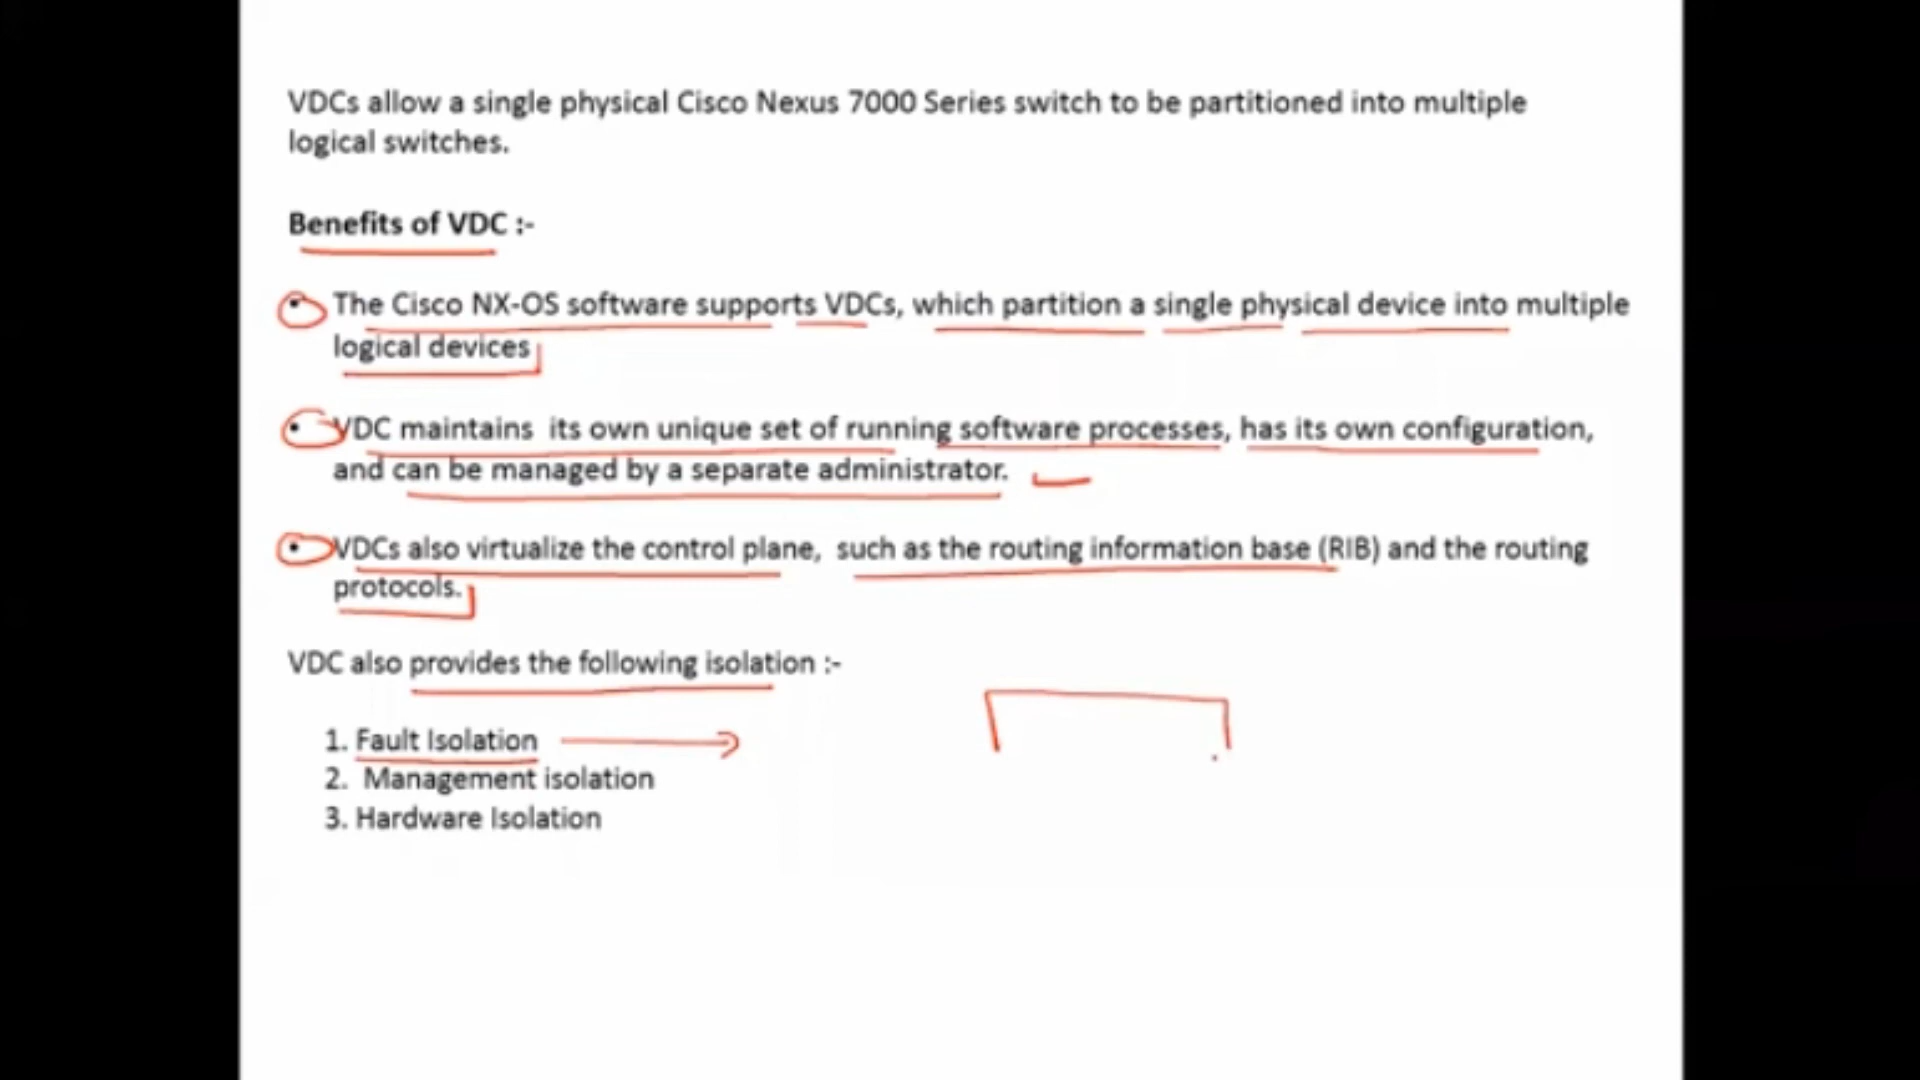 VDCs allow a single physical Cisco Nexus 7000 Series switch to be partitioned into multiple
logical switches.
Benefits of VDC :-
• The Cisco NX-OS software supports VDCs, which partition a single physical device into multiple
logical devices
• VDC maintains its own unique set of running software processes, has its own configuration,
and can be managed by a separate administrator.
• VDCs also virtualize the control plane, such as the routing information base (RIB) and the routing
protocols.
VDC also provides the following isolation :-
1. Fault Isolation
2. Management isolation
3. Hardware Isolation